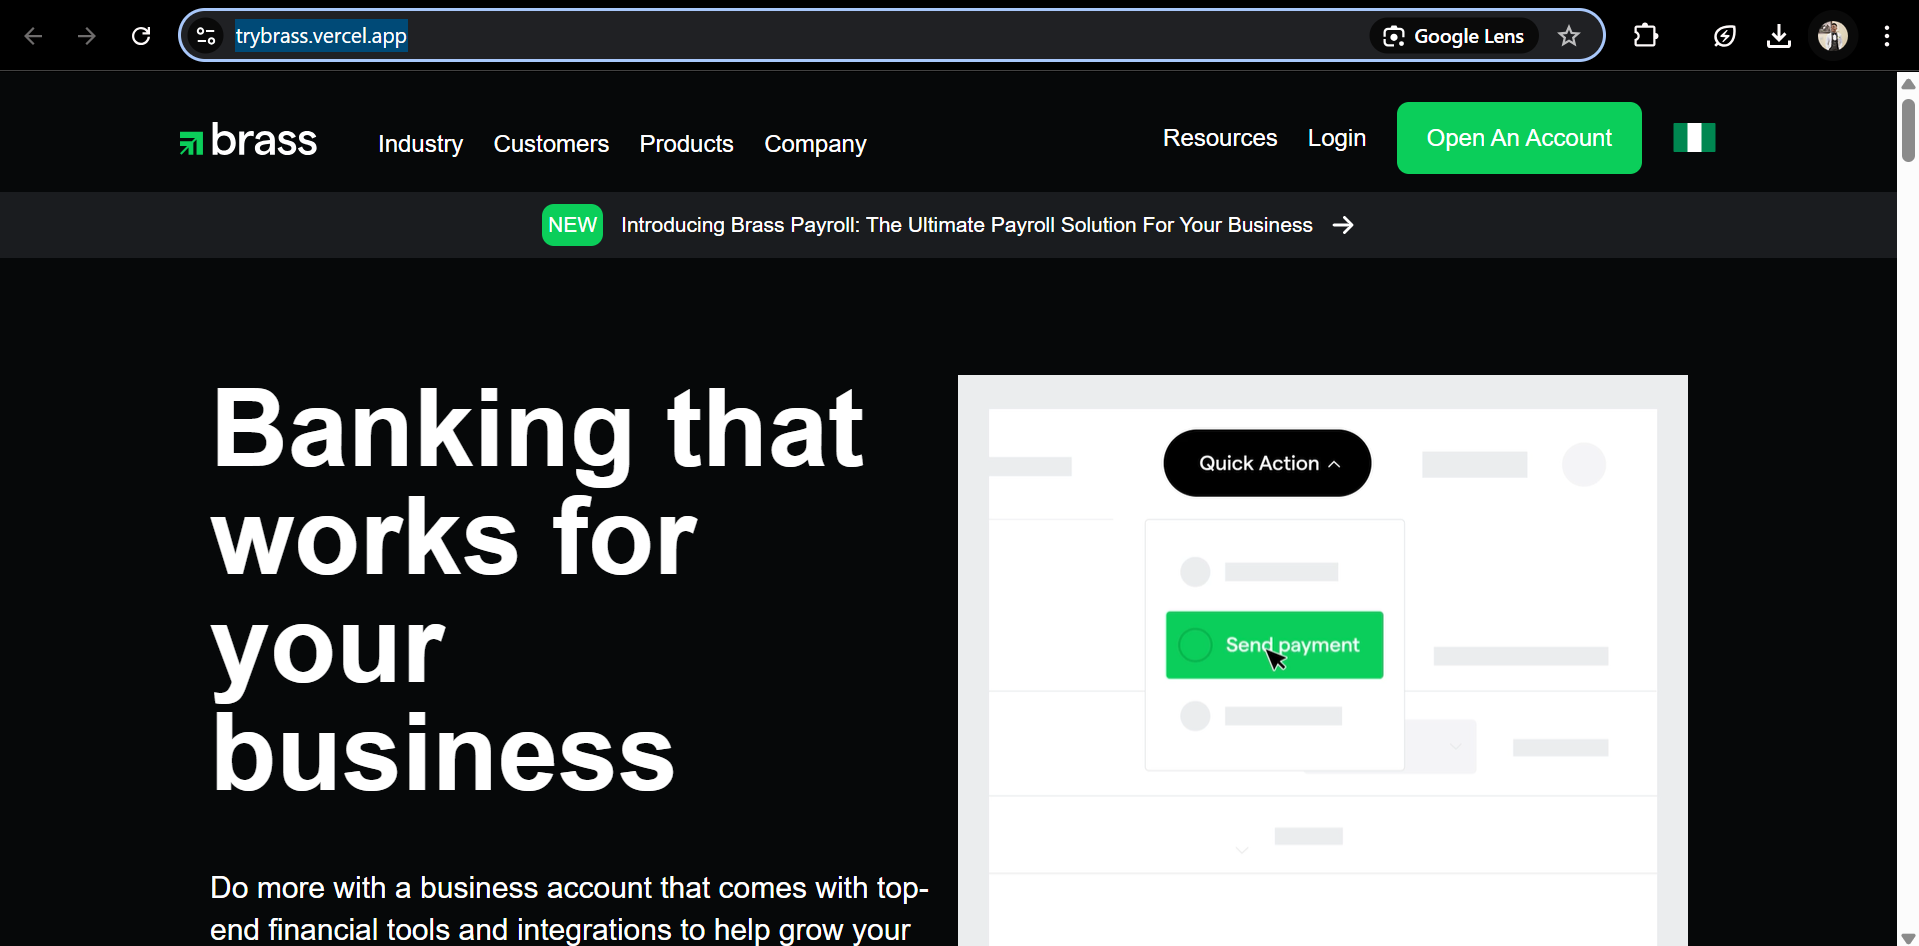 trybrass.vercel.app
Google Lens
brass
Industry Customers Products Company
Resources Login Open An Account
NEW Introducing Brass Payroll: The Ultimate Payroll Solution For Your Business
Banking that
works for
your
business
Quick Action
Send payment
Do more with a business account that comes with top-
end financial tools and integrations to help grow your